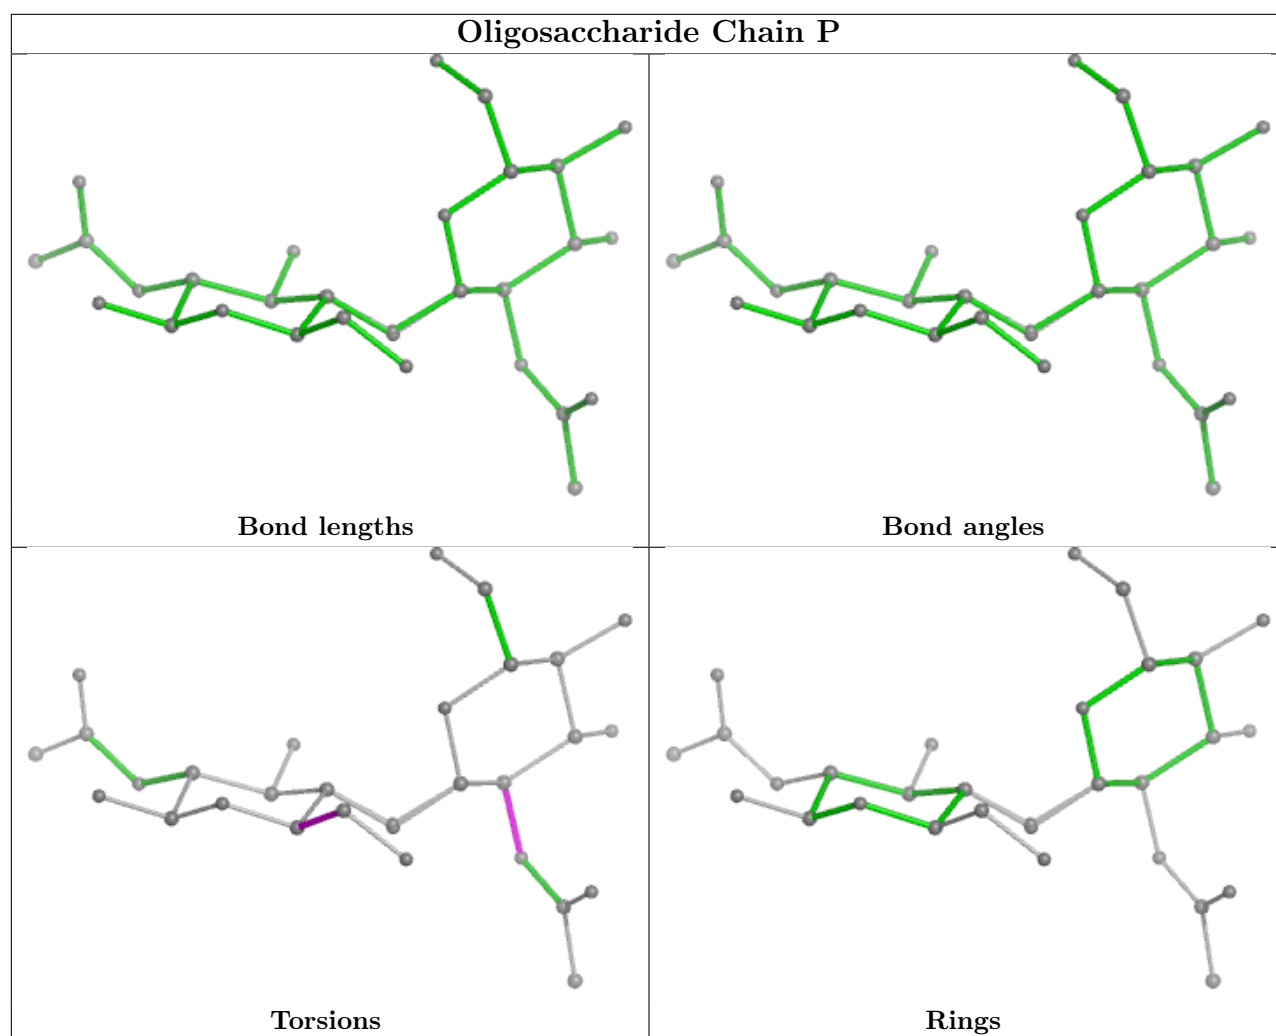 Oligosaccharide Chain P
Bond lengths
Bond angles
Torsions
Rings